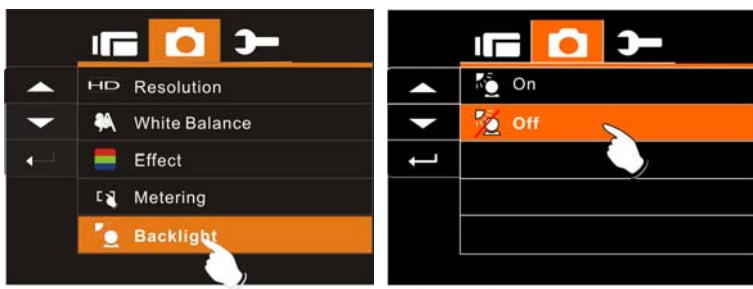 HD Resolution
White Balance
Effect
Metering
Backlight
On
Off